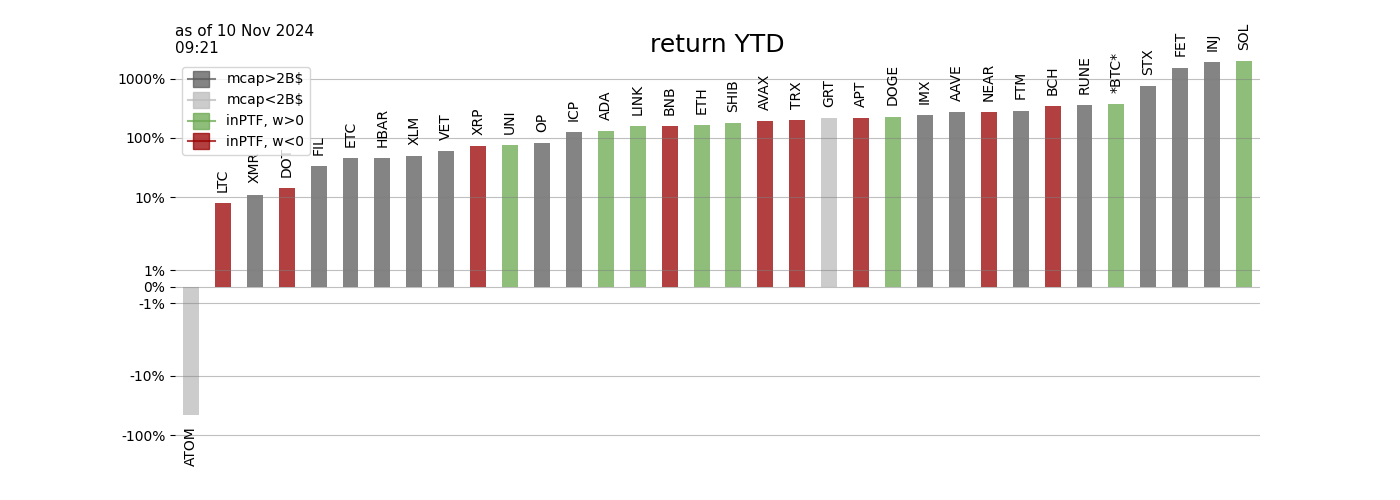 as of 10 Nov 2024
09:21
return YTD
mcap>2B$
mcap<2B$
inPTF, w>0
inPTF, w<0
1000%
100%
10%
1%
0%
-1%
-10%
-100%
ATOM
LTC
XMR
DOT
FIL
ETC
HBAR
XLM
VET
XRP
UNI
OP
ICP
ADA
LINK
BNB
ETH
SHIB
AVAX
TRX
GRT
APT
DOGE
IMX
AAVE
NEAR
FTM
BCH
RUNE
*BTC*
STX
FET
INJ
SOL